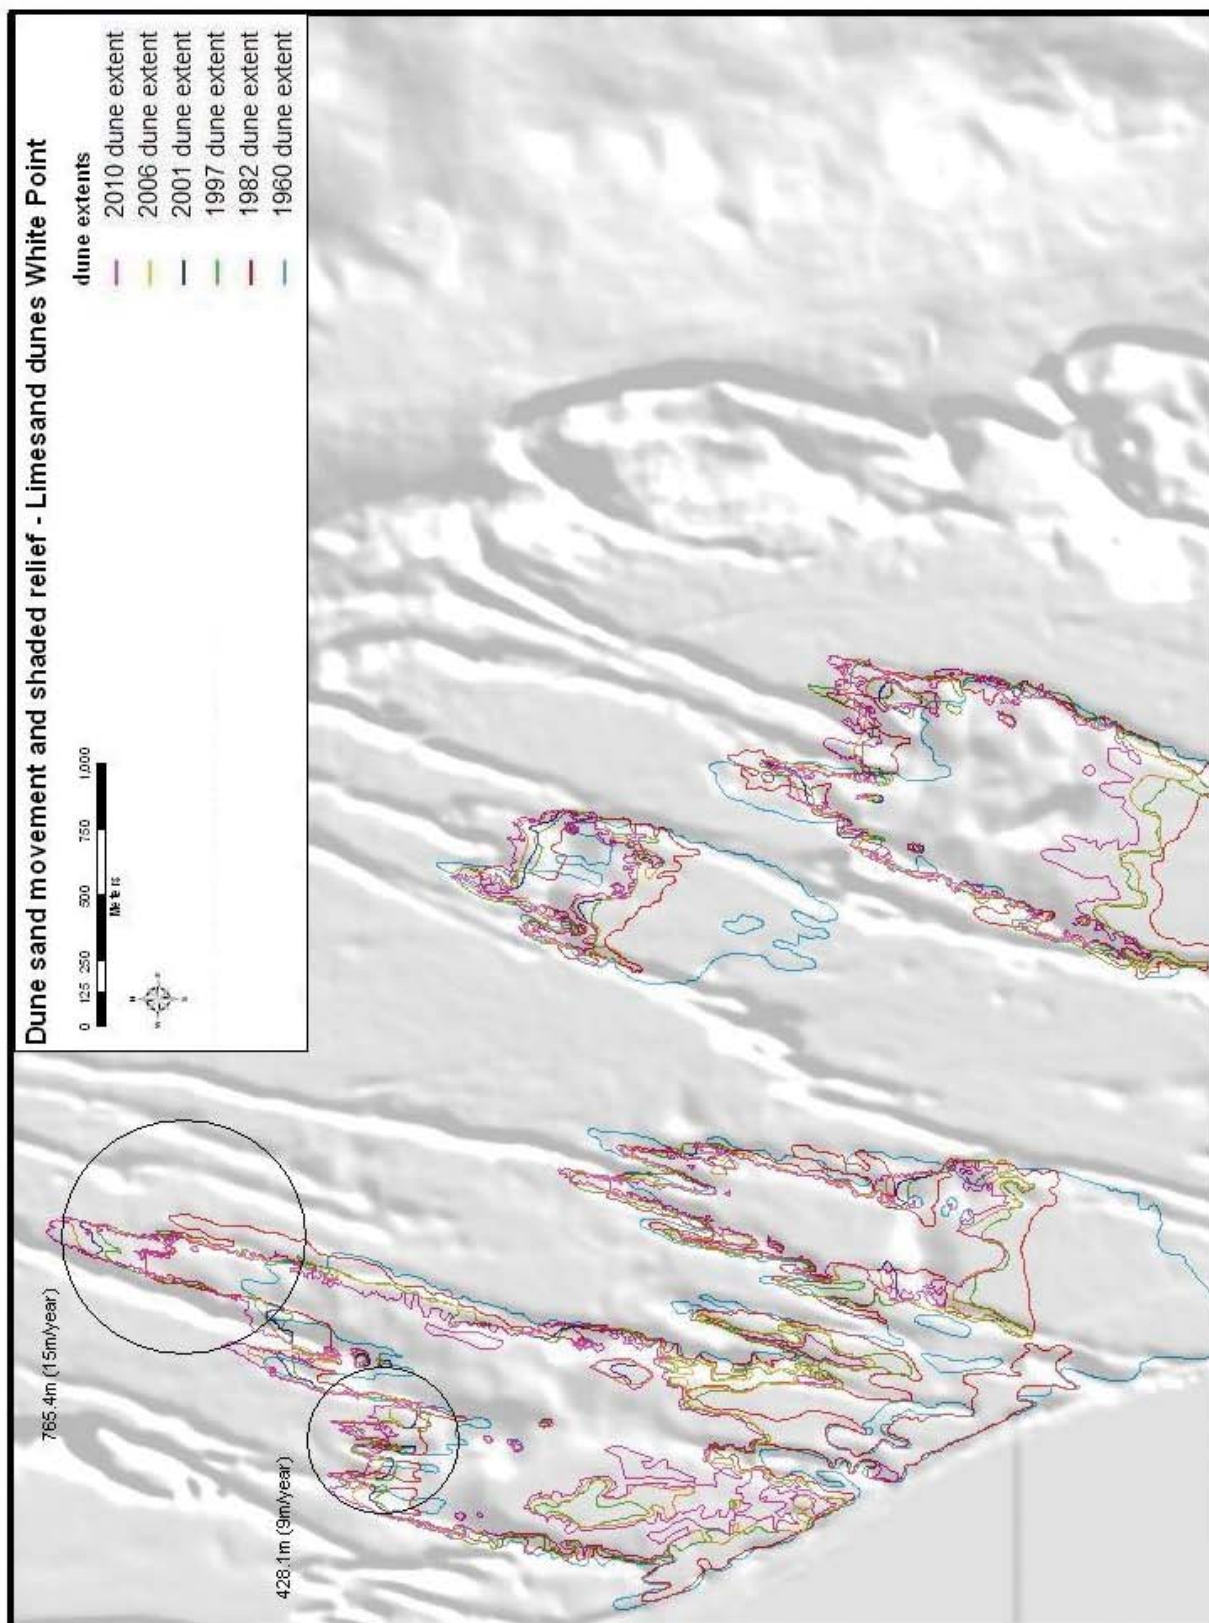 Dune sand movement and shaded relief - Limesand dunes White Point
0 125 250 500 750 1,000
Meters
N
E
S
W
dune extents
2010 dune extent
2006 dune extent
2001 dune extent
1997 dune extent
1982 dune extent
1960 dune extent
765.4m (15m/year)
428.1m (9m/year)